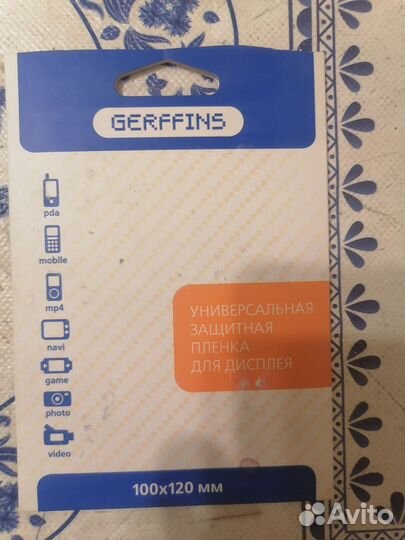 GERFFINS
pda
mobile
mp4
navi
game
photo
video
УНИВЕРСАЛЬНАЯ
ЗАЩИТНАЯ
ПЛЕНКА
ДЛЯ ДИСПЛЕЯ
100x120 мм
Avito